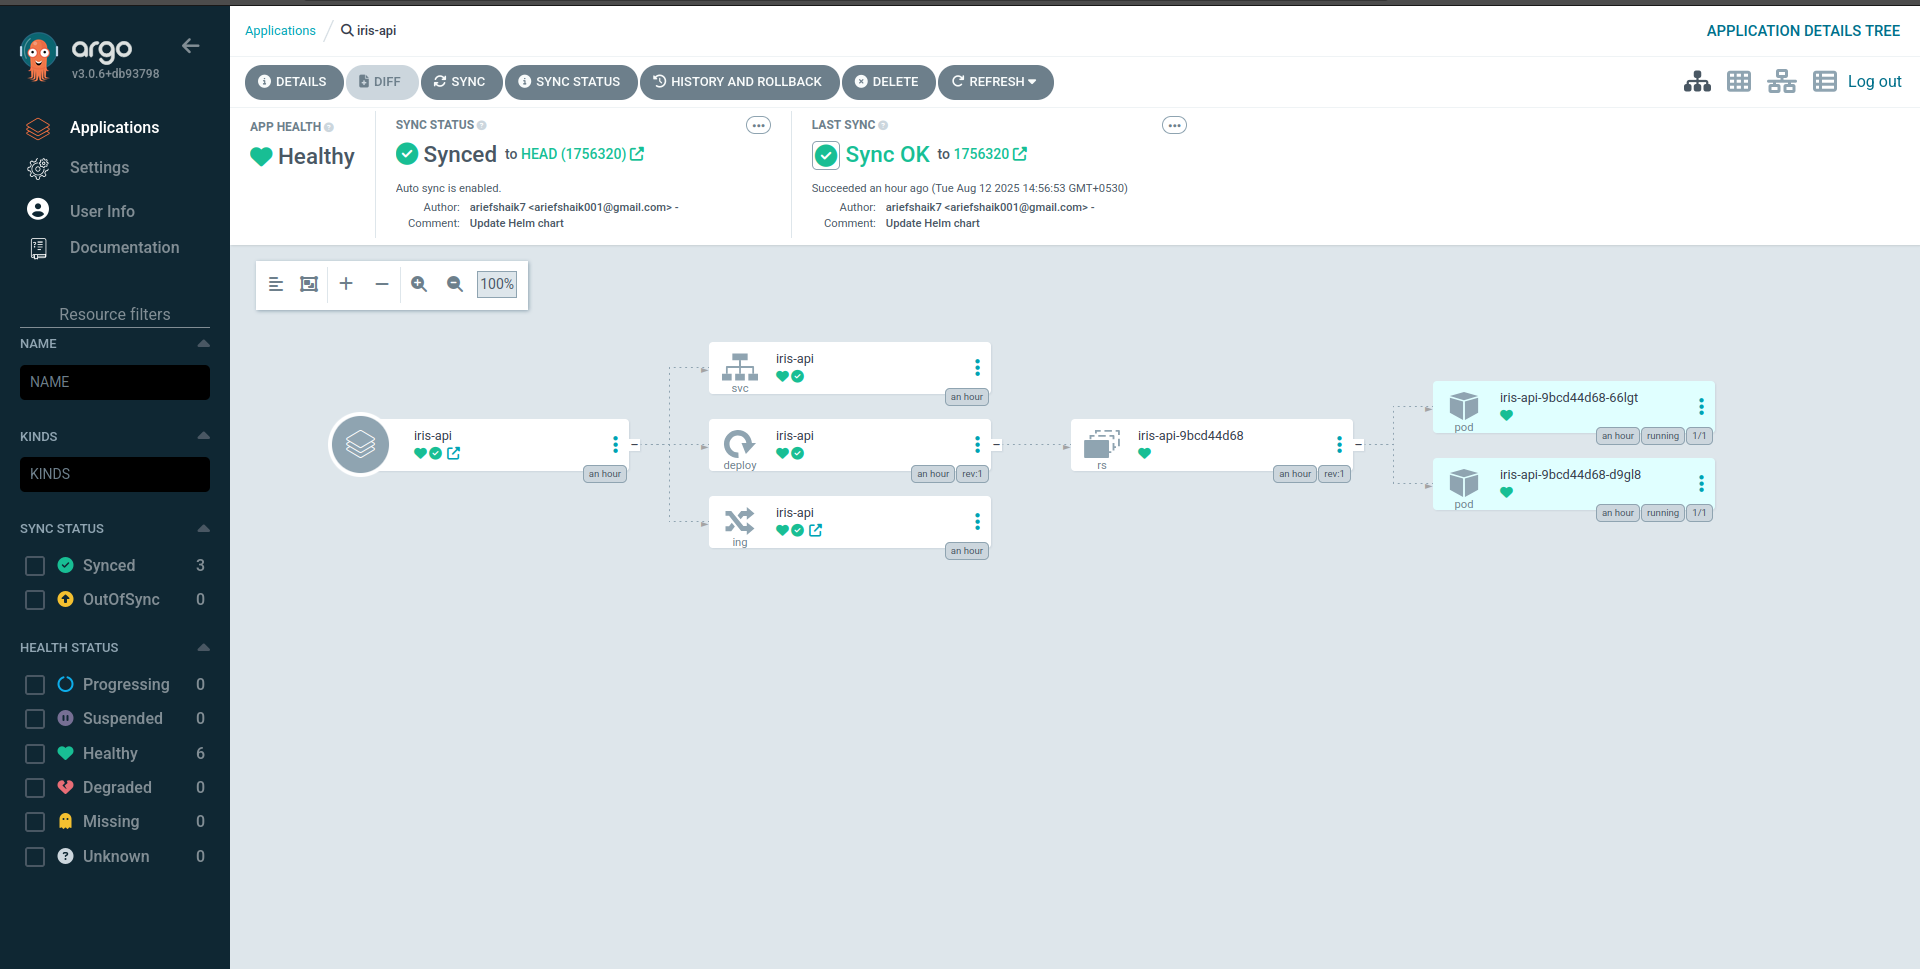 argo
v3.0.6+db93798
Applications
Settings
User Info
Documentation
Resource filters
NAME
NAME
KINDS
KINDS
SYNC STATUS
Synced 3
OutOfSync 0
HEALTH STATUS
Progressing 0
Suspended 0
Healthy 6
Degraded 0
Missing 0
Unknown 0
Applications / iris-api
APPLICATION DETAILS TREE
DETAILS DIFF SYNC SYNC STATUS HISTORY AND ROLLBACK DELETE REFRESH Log out
APP HEALTH ?
Healthy
SYNC STATUS ?
Synced to HEAD (1756320)
Auto sync is enabled.
Author: ariefshaik7 <ariefshaik001@gmail.com> -
Comment: Update Helm chart
LAST SYNC ?
Sync OK to 1756320
Succeeded an hour ago (Tue Aug 12 2025 14:56:53 GMT+0530)
Author: ariefshaik7 <ariefshaik001@gmail.com> -
Comment: Update Helm chart
100%
iris-api
an hour
iris-api
svc
an hour
iris-api
deploy
an hour rev:1
iris-api
ing
an hour
iris-api-9bcd44d68
rs
an hour rev:1
iris-api-9bcd44d68-66lgt
pod
an hour running 1/1
iris-api-9bcd44d68-d9gl8
pod
an hour running 1/1